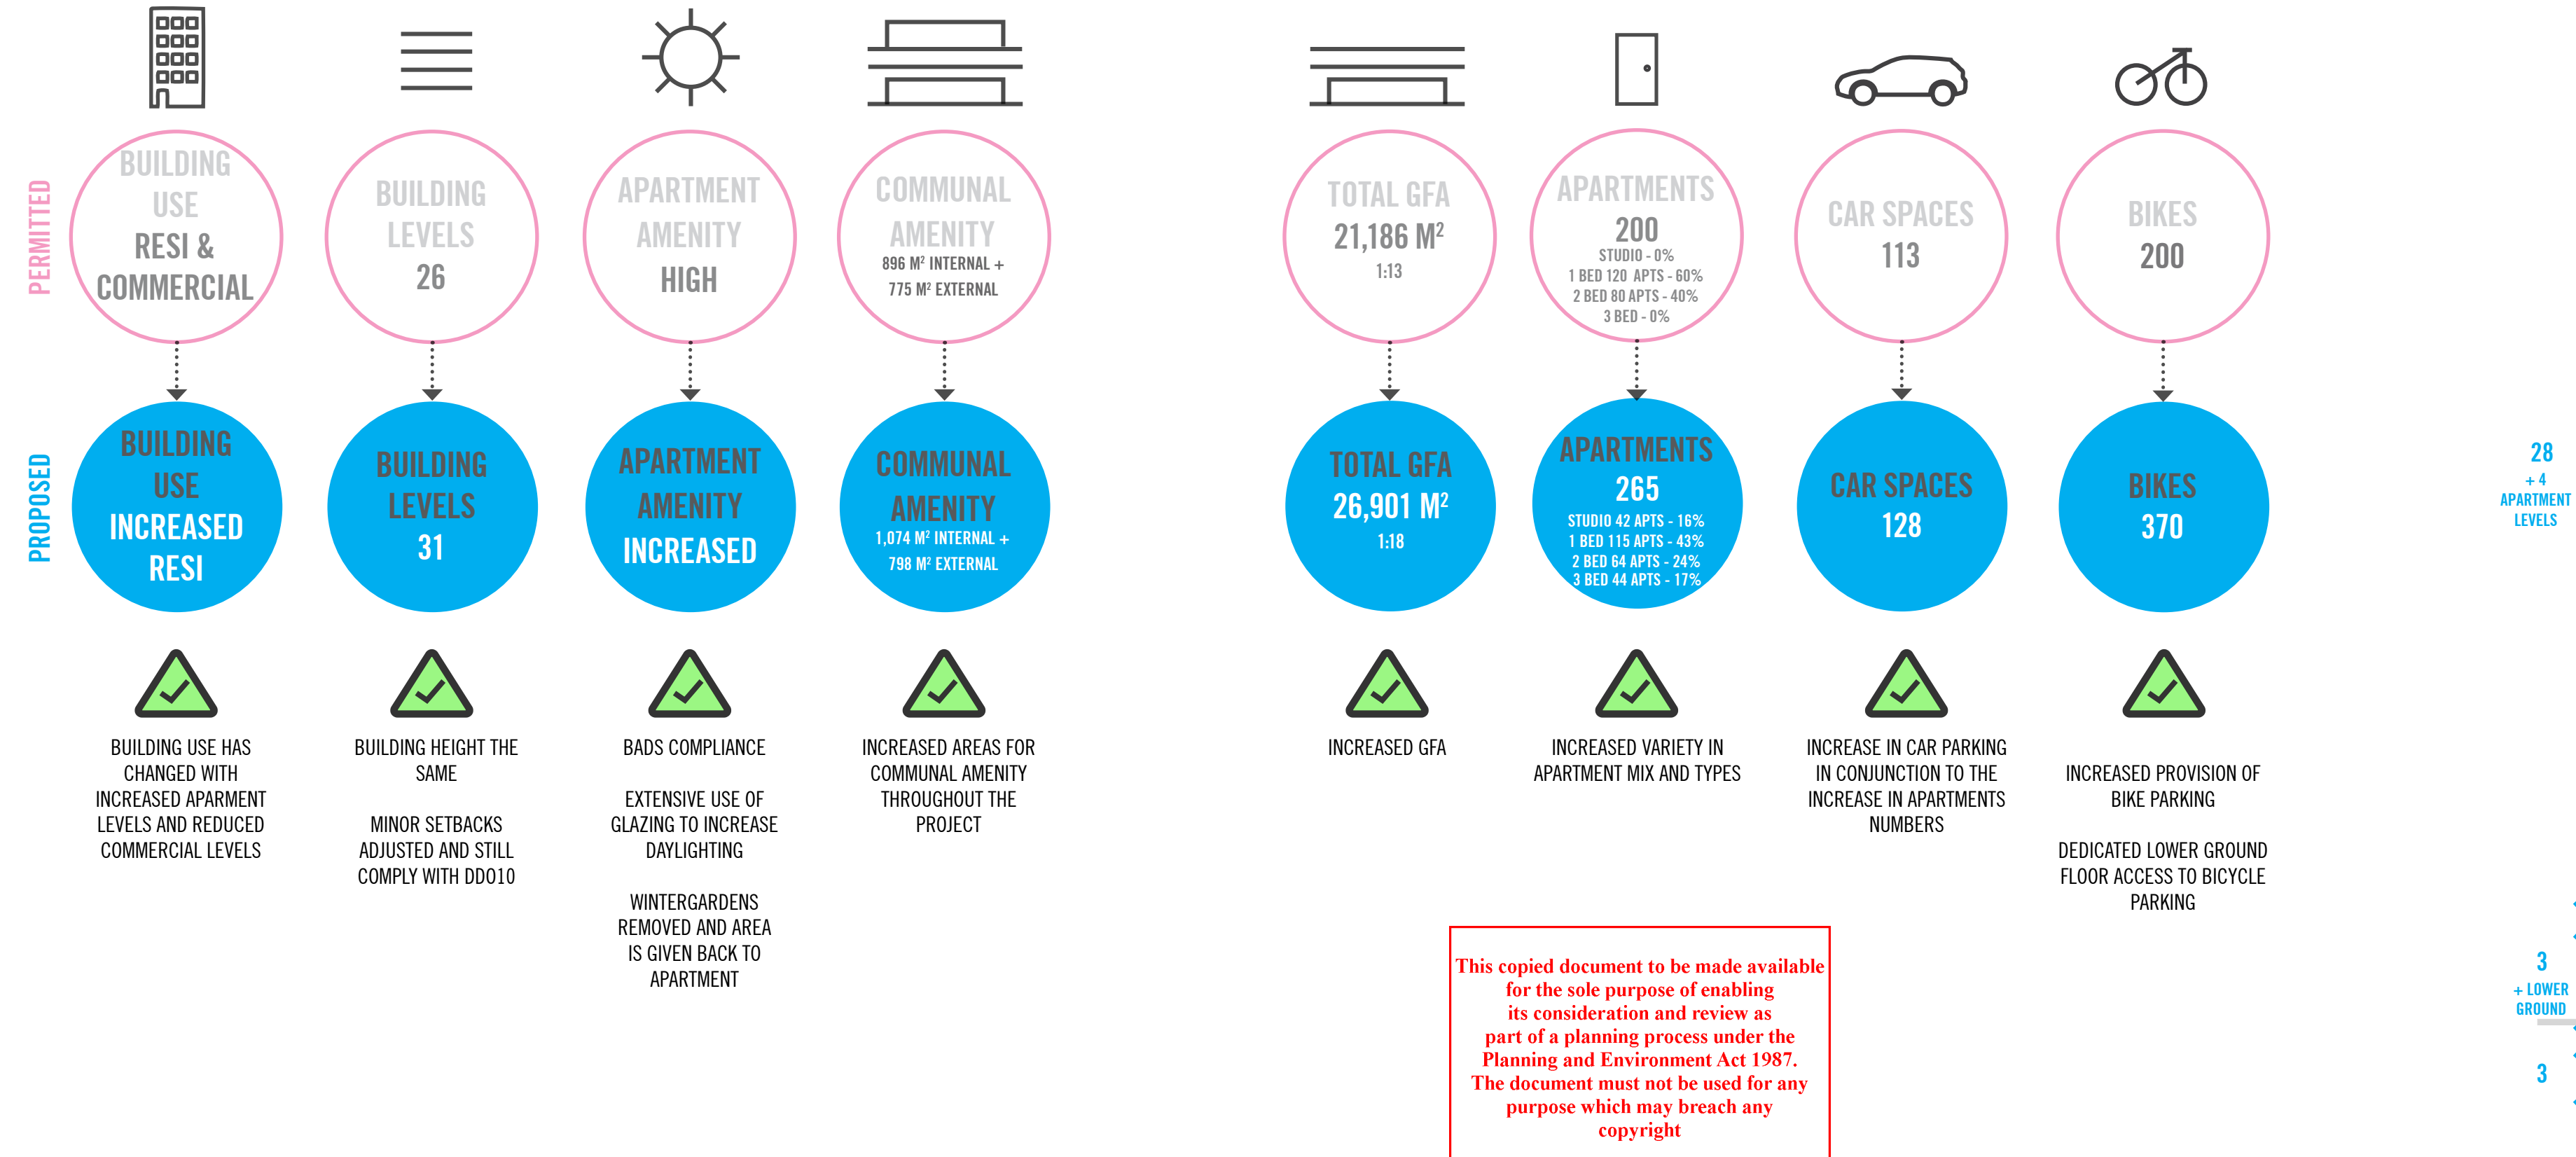 PERMITTED
BUILDING
USE
RESI &
COMMERCIAL
BUILDING
LEVELS
26
APARTMENT
AMENITY
HIGH
COMMUNAL
AMENITY
896 M² INTERNAL +
775 M² EXTERNAL
TOTAL GFA
21,186 M²
1:13
APARTMENTS
200
STUDIO - 0%
1 BED 120 APTS - 60%
2 BED 80 APTS - 40%
3 BED - 0%
CAR SPACES
113
BIKES
200
PROPOSED
BUILDING
USE
INCREASED
RESI
BUILDING
LEVELS
31
APARTMENT
AMENITY
INCREASED
COMMUNAL
AMENITY
1,074 M² INTERNAL +
798 M² EXTERNAL
TOTAL GFA
26,901 M²
1:18
APARTMENTS
265
STUDIO 42 APTS - 16%
1 BED 115 APTS - 43%
2 BED 64 APTS - 24%
3 BED 44 APTS - 17%
CAR SPACES
128
BIKES
370
28
+ 4
APARTMENT
LEVELS
BUILDING USE HAS
CHANGED WITH
INCREASED APARMENT
LEVELS AND REDUCED
COMMERCIAL LEVELS
BUILDING HEIGHT THE
SAME
MINOR SETBACKS
ADJUSTED AND STILL
COMPLY WITH DDO10
BADS COMPLIANCE
EXTENSIVE USE OF
GLAZING TO INCREASE
DAYLIGHTING
WINTERGARDENS
REMOVED AND AREA
IS GIVEN BACK TO
APARTMENT
INCREASED AREAS FOR
COMMUNAL AMENITY
THROUGHOUT THE
PROJECT
INCREASED GFA
INCREASED VARIETY IN
APARTMENT MIX AND TYPES
INCREASE IN CAR PARKING
IN CONJUNCTION TO THE
INCREASE IN APARTMENTS
NUMBERS
INCREASED PROVISION OF
BIKE PARKING
DEDICATED LOWER GROUND
FLOOR ACCESS TO BICYCLE
PARKING
3
+ LOWER
GROUND
3
This copied document to be made available
for the sole purpose of enabling
its consideration and review as
part of a planning process under the
Planning and Environment Act 1987.
The document must not be used for any
purpose which may breach any
copyright